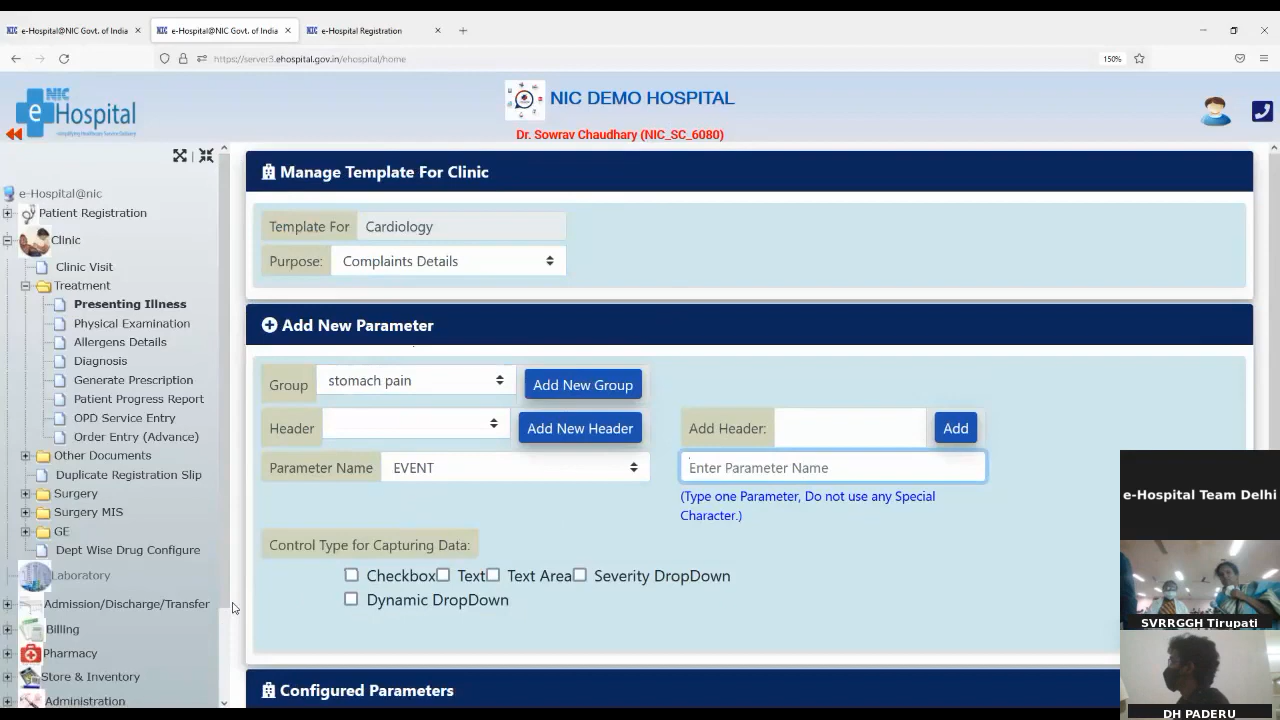 e-Hospital@NIC Govt. of India
e-Hospital@NIC Govt. of India
e-Hospital Registration
https://server3.ehospital.gov.in/ehospital/home
150%
NIC
e Hospital
NIC DEMO HOSPITAL
Dr. Sowrav Chaudhary (NIC_SC_6080)
e-Hospital@nic
Patient Registration
Clinic
Clinic Visit
Treatment
Presenting Illness
Physical Examination
Allergens Details
Diagnosis
Generate Prescription
Patient Progress Report
OPD Service Entry
Order Entry (Advance)
Other Documents
Duplicate Registration Slip
Surgery
Surgery MIS
GE
Dept Wise Drug Configure
Laboratory
Admission/Discharge/Transfer
Billing
Pharmacy
Store & Inventory
Administration
Manage Template For Clinic
Template For Cardiology
Purpose: Complaints Details
Add New Parameter
Group stomach pain Add New Group
Header Add New Header Add Header: Add
Parameter Name EVENT Enter Parameter Name
(Type one Parameter, Do not use any Special
Character.)
Control Type for Capturing Data:
Checkbox Text Text Area Severity DropDown
Dynamic DropDown
Configured Parameters
e-Hospital Team Delhi
SVRRGGH Tirupati
DH PADERU